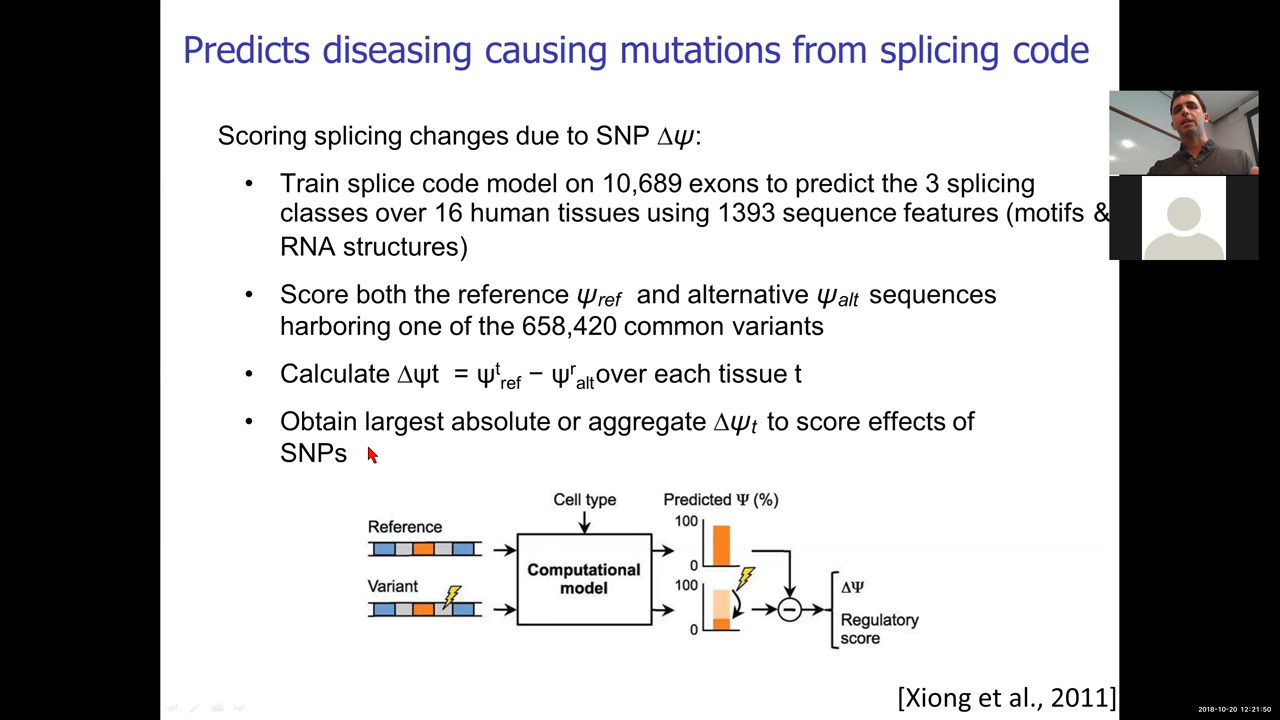 Predicts diseasing causing mutations from splicing code
Scoring splicing changes due to SNP Δψ:
• Train splice code model on 10,689 exons to predict the 3 splicing
classes over 16 human tissues using 1393 sequence features (motifs &
RNA structures)
• Score both the reference ψref and alternative ψalt sequences
harboring one of the 658,420 common variants
• Calculate Δψt = ψtref − ψralt over each tissue t
• Obtain largest absolute or aggregate Δψt to score effects of
SNPs
Cell type
Predicted Ψ (%)
Reference
100
0
Computational
model
Variant
100
0
−
ΔΨ
Regulatory
score
[Xiong et al., 2011]
2018-10-20 12:21:50